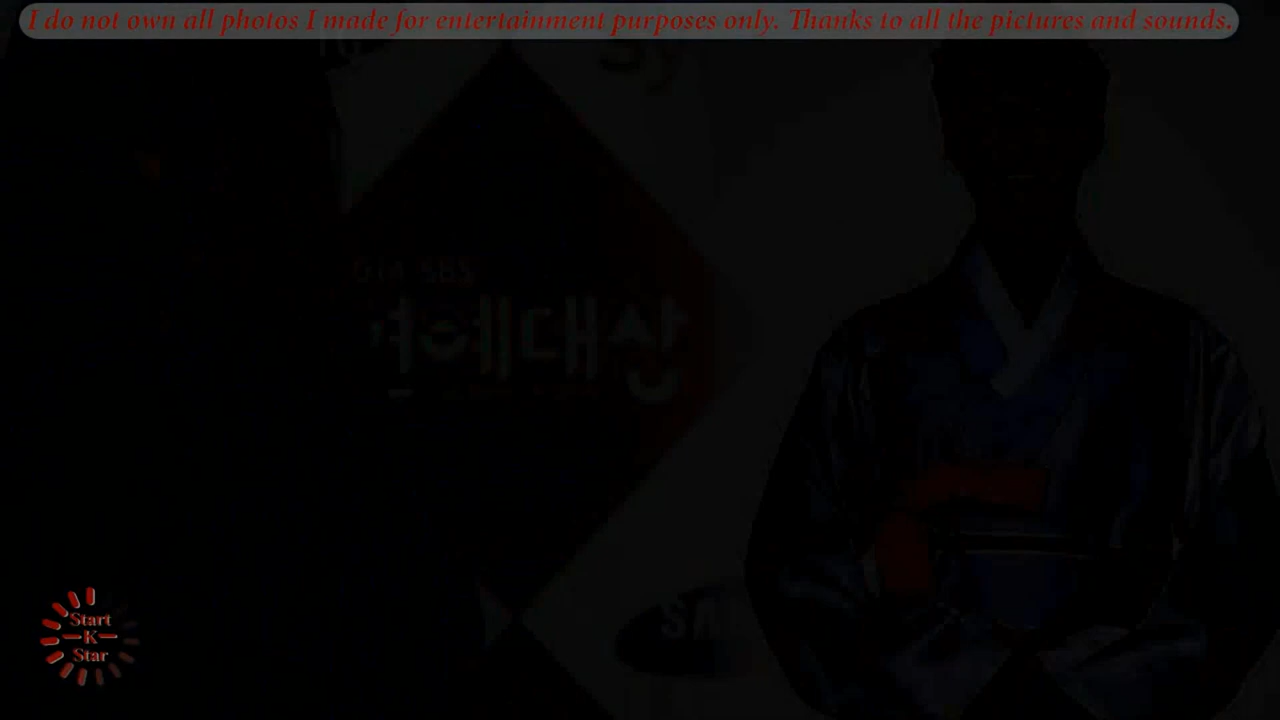 I do not own all photos I made for entertainment purposes only. Thanks to all the pictures and sounds.
SBS
연예대상
SA
Start
K
Star